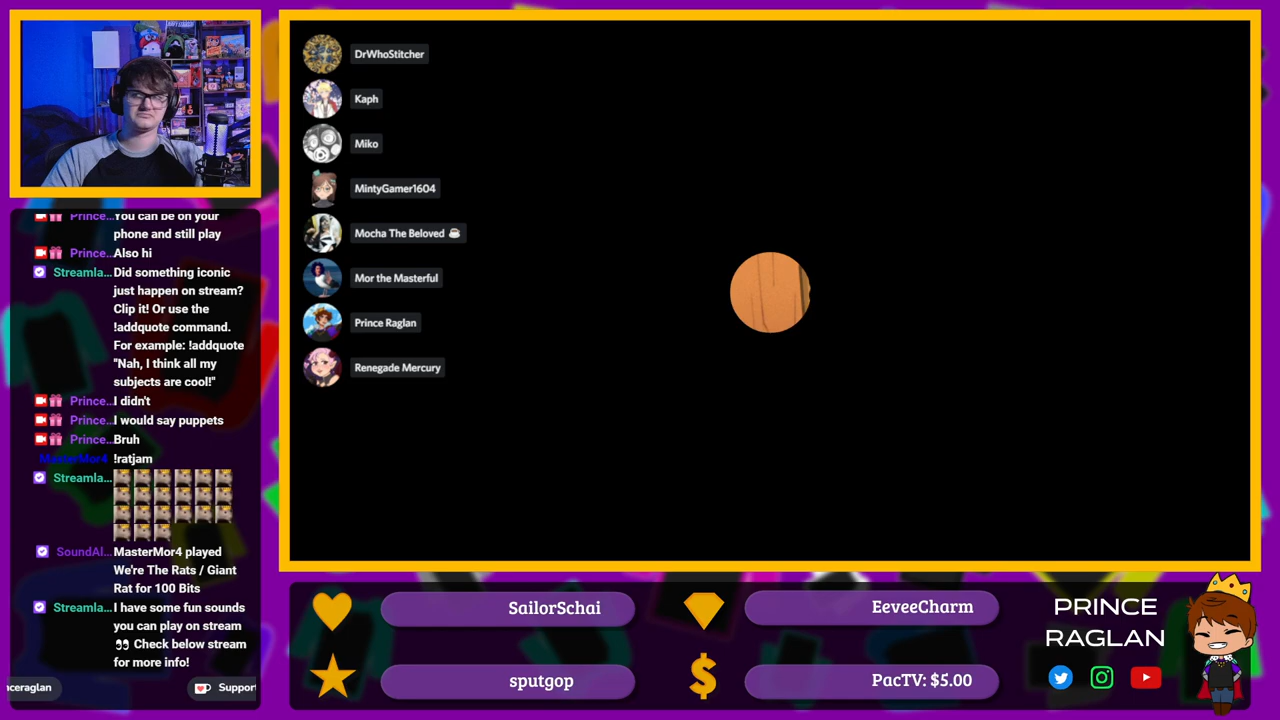 DrWhoStitcher
Kaph
Miko
MintyGamer1604
Mocha The Beloved ☕
Mor the Masterful
Prince Raglan
Renegade Mercury
Prince... You can be on your
phone and still play
Prince... Also hi
Streamla... Did something iconic
just happen on stream?
Clip it! Or use the
!addquote command.
For example: !addquote
"Nah, I think all my
subjects are cool!"
Prince... I didn't
Prince... I would say puppets
Prince... Bruh
MasterMor4 !ratjam
Streamla...
SoundAl... MasterMor4 played
We're The Rats / Giant
Rat for 100 Bits
Streamla... I have some fun sounds
you can play on stream
👀 Check below stream
for more info!
nceraglan
Suppor
SailorSchai
EeveeCharm
sputgop
PacTV: $5.00
PRINCE
RAGLAN